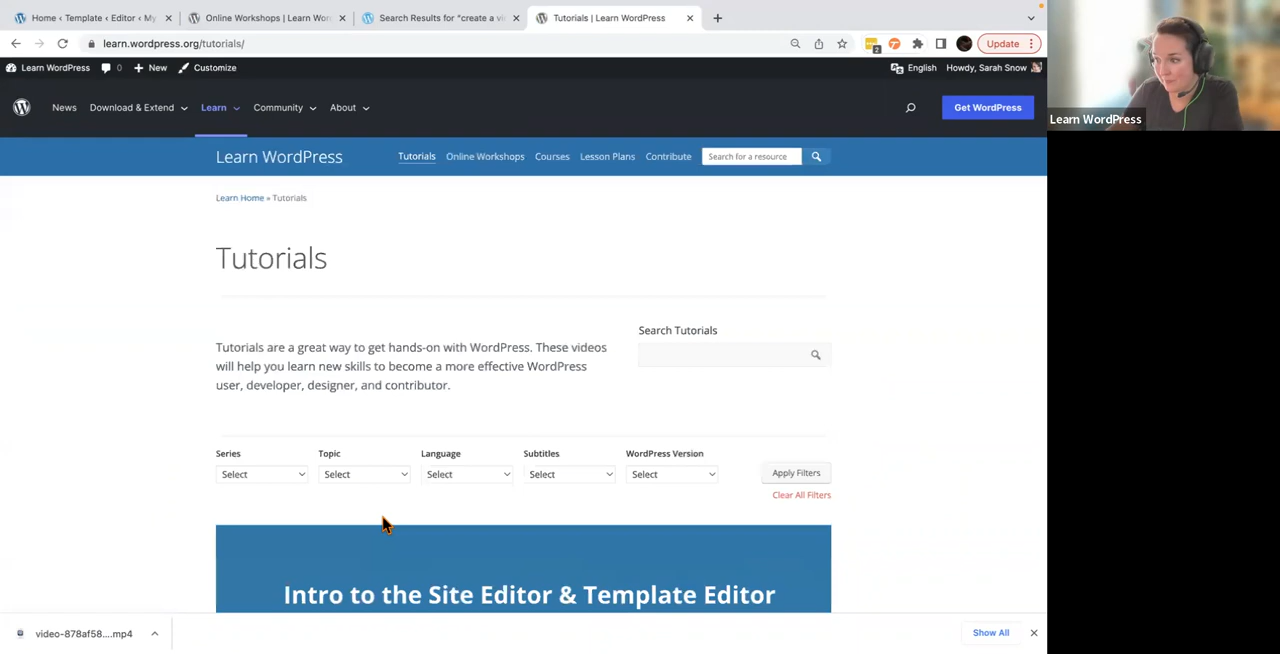 Home ‹ Template ‹ Editor ‹ My
Online Workshops | Learn Wor
Search Results for "create a vi
Tutorials | Learn WordPress
learn.wordpress.org/tutorials/
2
Update
Learn WordPress
0
New
Customize
English
Howdy, Sarah Snow
News
Download & Extend
Learn
Community
About
Get WordPress
Learn WordPress
Tutorials
Online Workshops
Courses
Lesson Plans
Contribute
Search for a resource
Learn Home » Tutorials
Tutorials
Tutorials are a great way to get hands-on with WordPress. These videos
will help you learn new skills to become a more effective WordPress
user, developer, designer, and contributor.
Search Tutorials
Series
Topic
Language
Subtitles
WordPress Version
Select
Select
Select
Select
Select
Apply Filters
Clear All Filters
Intro to the Site Editor & Template Editor
video-878af58....mp4
Show All
Learn WordPress